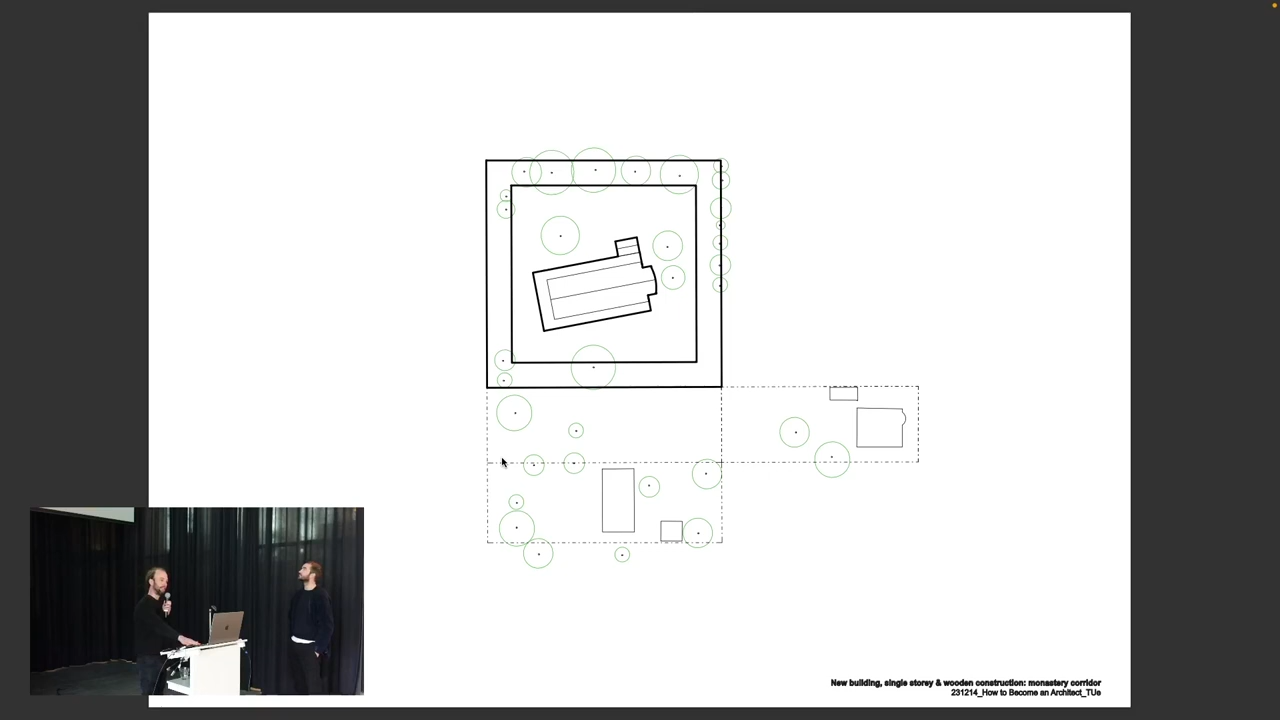 New building, single storey & wooden construction: monastery corridor
231214_How to Become an Architect_TUe